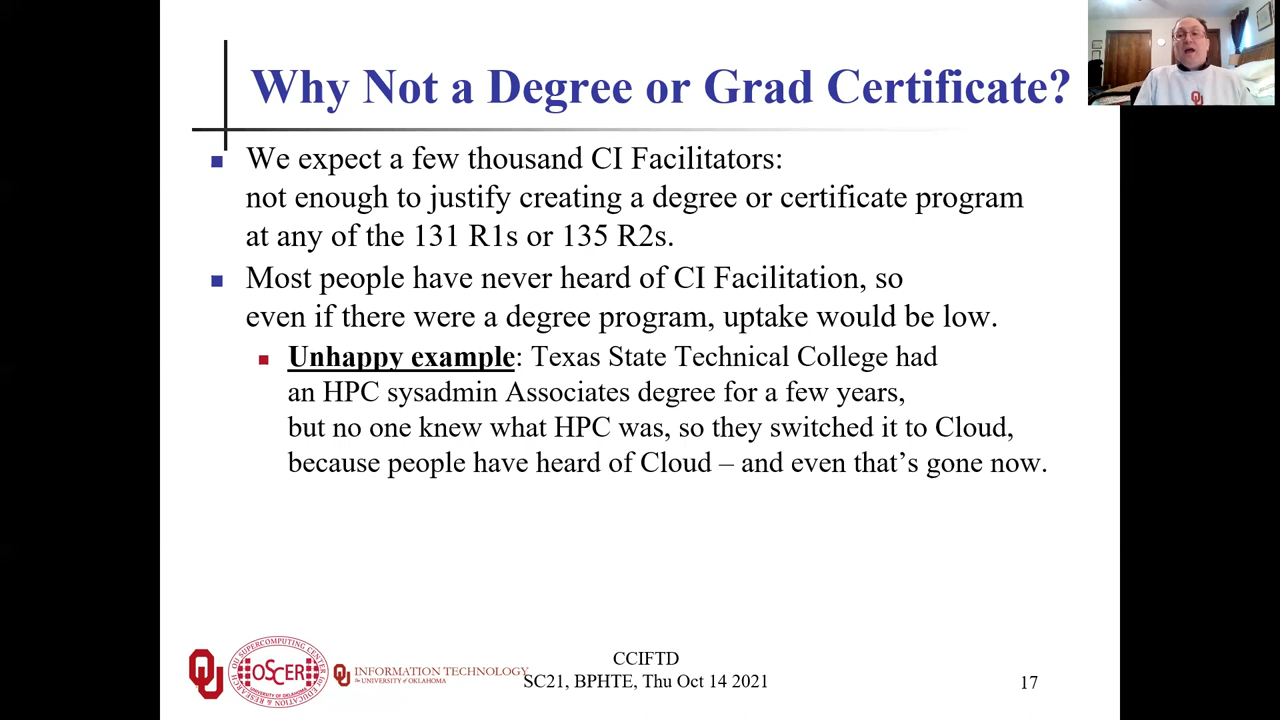 Why Not a Degree or Grad Certificate?
We expect a few thousand CI Facilitators:
not enough to justify creating a degree or certificate program
at any of the 131 R1s or 135 R2s.
Most people have never heard of CI Facilitation, so
even if there were a degree program, uptake would be low.
Unhappy example: Texas State Technical College had
an HPC sysadmin Associates degree for a few years,
but no one knew what HPC was, so they switched it to Cloud,
because people have heard of Cloud – and even that's gone now.
OU SUPERCOMPUTING CENTER
FOR EDUCATION & RESEARCH
OSCER
UNIVERSITY OF OKLAHOMA
INFORMATION TECHNOLOGY
The UNIVERSITY of OKLAHOMA
CCIFTD
SC21, BPHTE, Thu Oct 14 2021
17